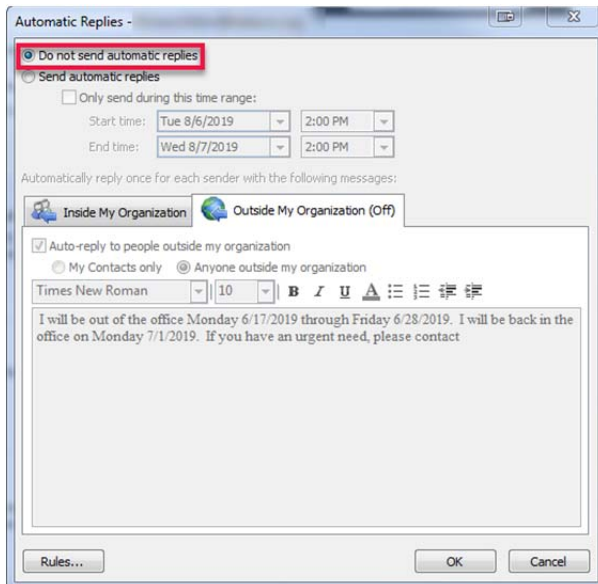 Automatic Replies -
Do not send automatic replies
Send automatic replies
Only send during this time range:
Start time: Tue 8/6/2019 2:00 PM
End time: Wed 8/7/2019 2:00 PM
Automatically reply once for each sender with the following messages:
Inside My Organization Outside My Organization (Off)
Auto-reply to people outside my organization
My Contacts only Anyone outside my organization
Times New Roman 10 B I U A
I will be out of the office Monday 6/17/2019 through Friday 6/28/2019. I will be back in the
office on Monday 7/1/2019. If you have an urgent need, please contact
Rules... OK Cancel